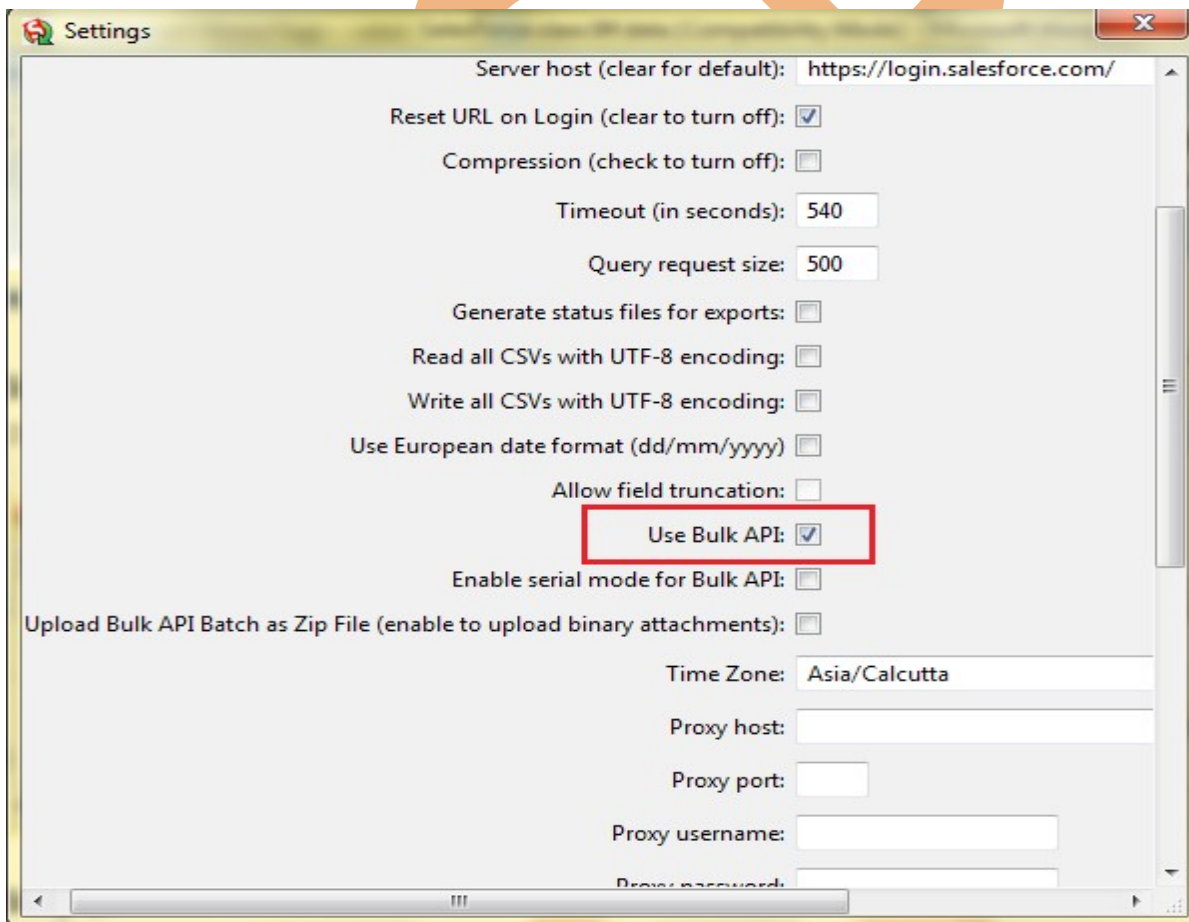 Settings
Server host (clear for default): https://login.salesforce.com/
Reset URL on Login (clear to turn off):
Compression (check to turn off):
Timeout (in seconds): 540
Query request size: 500
Generate status files for exports:
Read all CSVs with UTF-8 encoding:
Write all CSVs with UTF-8 encoding:
Use European date format (dd/mm/yyyy)
Allow field truncation:
Use Bulk API:
Enable serial mode for Bulk API:
Upload Bulk API Batch as Zip File (enable to upload binary attachments):
Time Zone: Asia/Calcutta
Proxy host:
Proxy port:
Proxy username:
Proxy password: